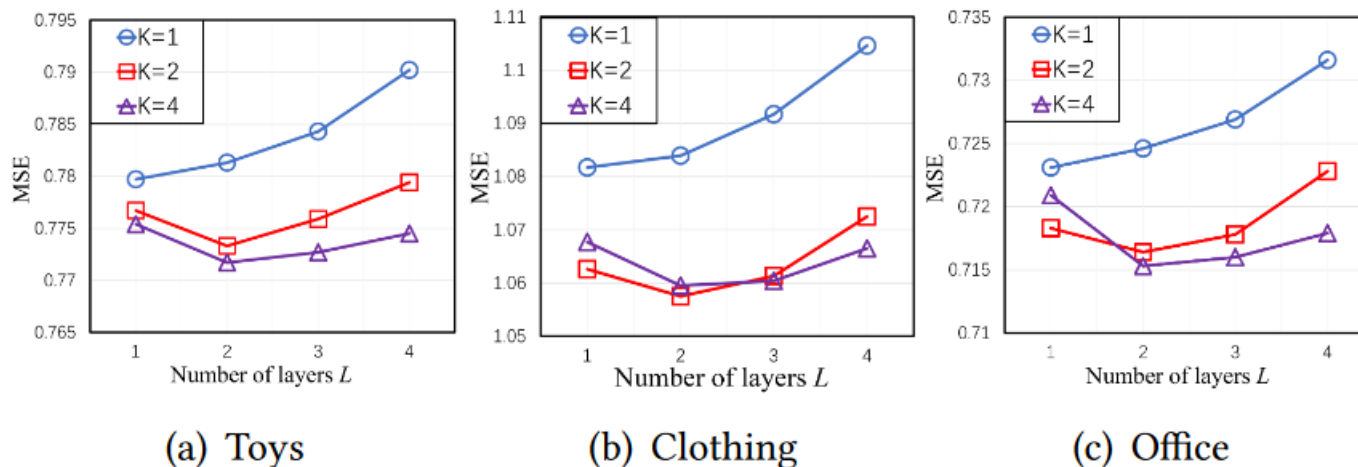 0.795
0.79
0.785
0.78
0.775
0.77
0.765
MSE
K=1
K=2
K=4
1 2 3 4
Number of layers L
(a) Toys
1.11
1.1
1.09
1.08
1.07
1.06
1.05
MSE
K=1
K=2
K=4
1 2 3 4
Number of layers L
(b) Clothing
0.735
0.73
0.725
0.72
0.715
0.71
MSE
K=1
K=2
K=4
1 2 3 4
Number of layers L
(c) Office